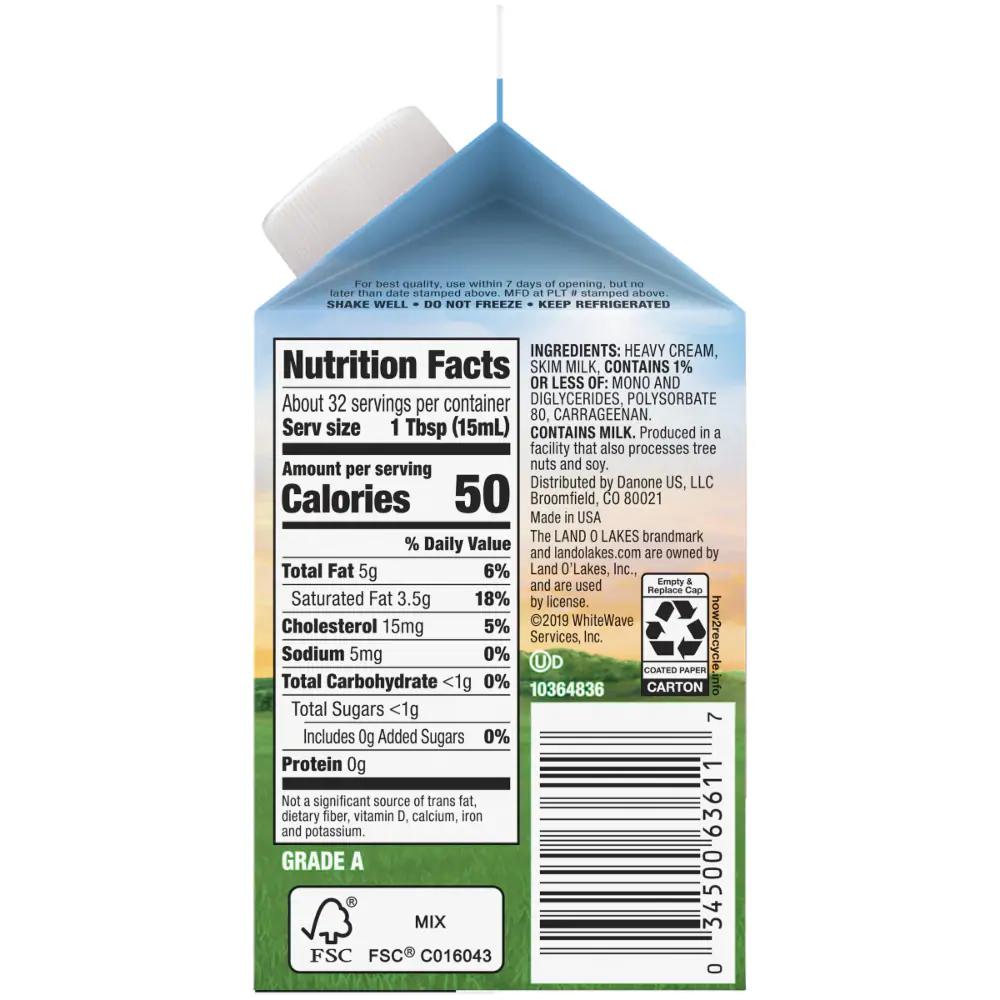 For best quality, use within 7 days of opening, but no
later than date stamped above. MFD at PLT # stamped above.
SHAKE WELL • DO NOT FREEZE • KEEP REFRIGERATED
Nutrition Facts
About 32 servings per container
Serv size 1 Tbsp (15mL)
Amount per serving
Calories 50
% Daily Value
Total Fat 5g 6%
Saturated Fat 3.5g 18%
Cholesterol 15mg 5%
Sodium 5mg 0%
Total Carbohydrate <1g 0%
Total Sugars <1g
Includes 0g Added Sugars 0%
Protein 0g
Not a significant source of trans fat,
dietary fiber, vitamin D, calcium, iron
and potassium.
GRADE A
FSC®
MIX
FSC® C016043
INGREDIENTS: HEAVY CREAM,
SKIM MILK, CONTAINS 1%
OR LESS OF: MONO AND
DIGLYCERIDES, POLYSORBATE
80, CARRAGEENAN.
CONTAINS MILK. Produced in a
facility that also processes tree
nuts and soy.
Distributed by Danone US, LLC
Broomfield, CO 80021
Made in USA
The LAND O LAKES brandmark
and landolakes.com are owned by
Land O'Lakes, Inc.,
and are used
by license.
©2019 WhiteWave
Services, Inc.
UD
10364836
Empty &
Replace Cap
COATED PAPER
CARTON
how2recycle.info
0 34500 63611 7